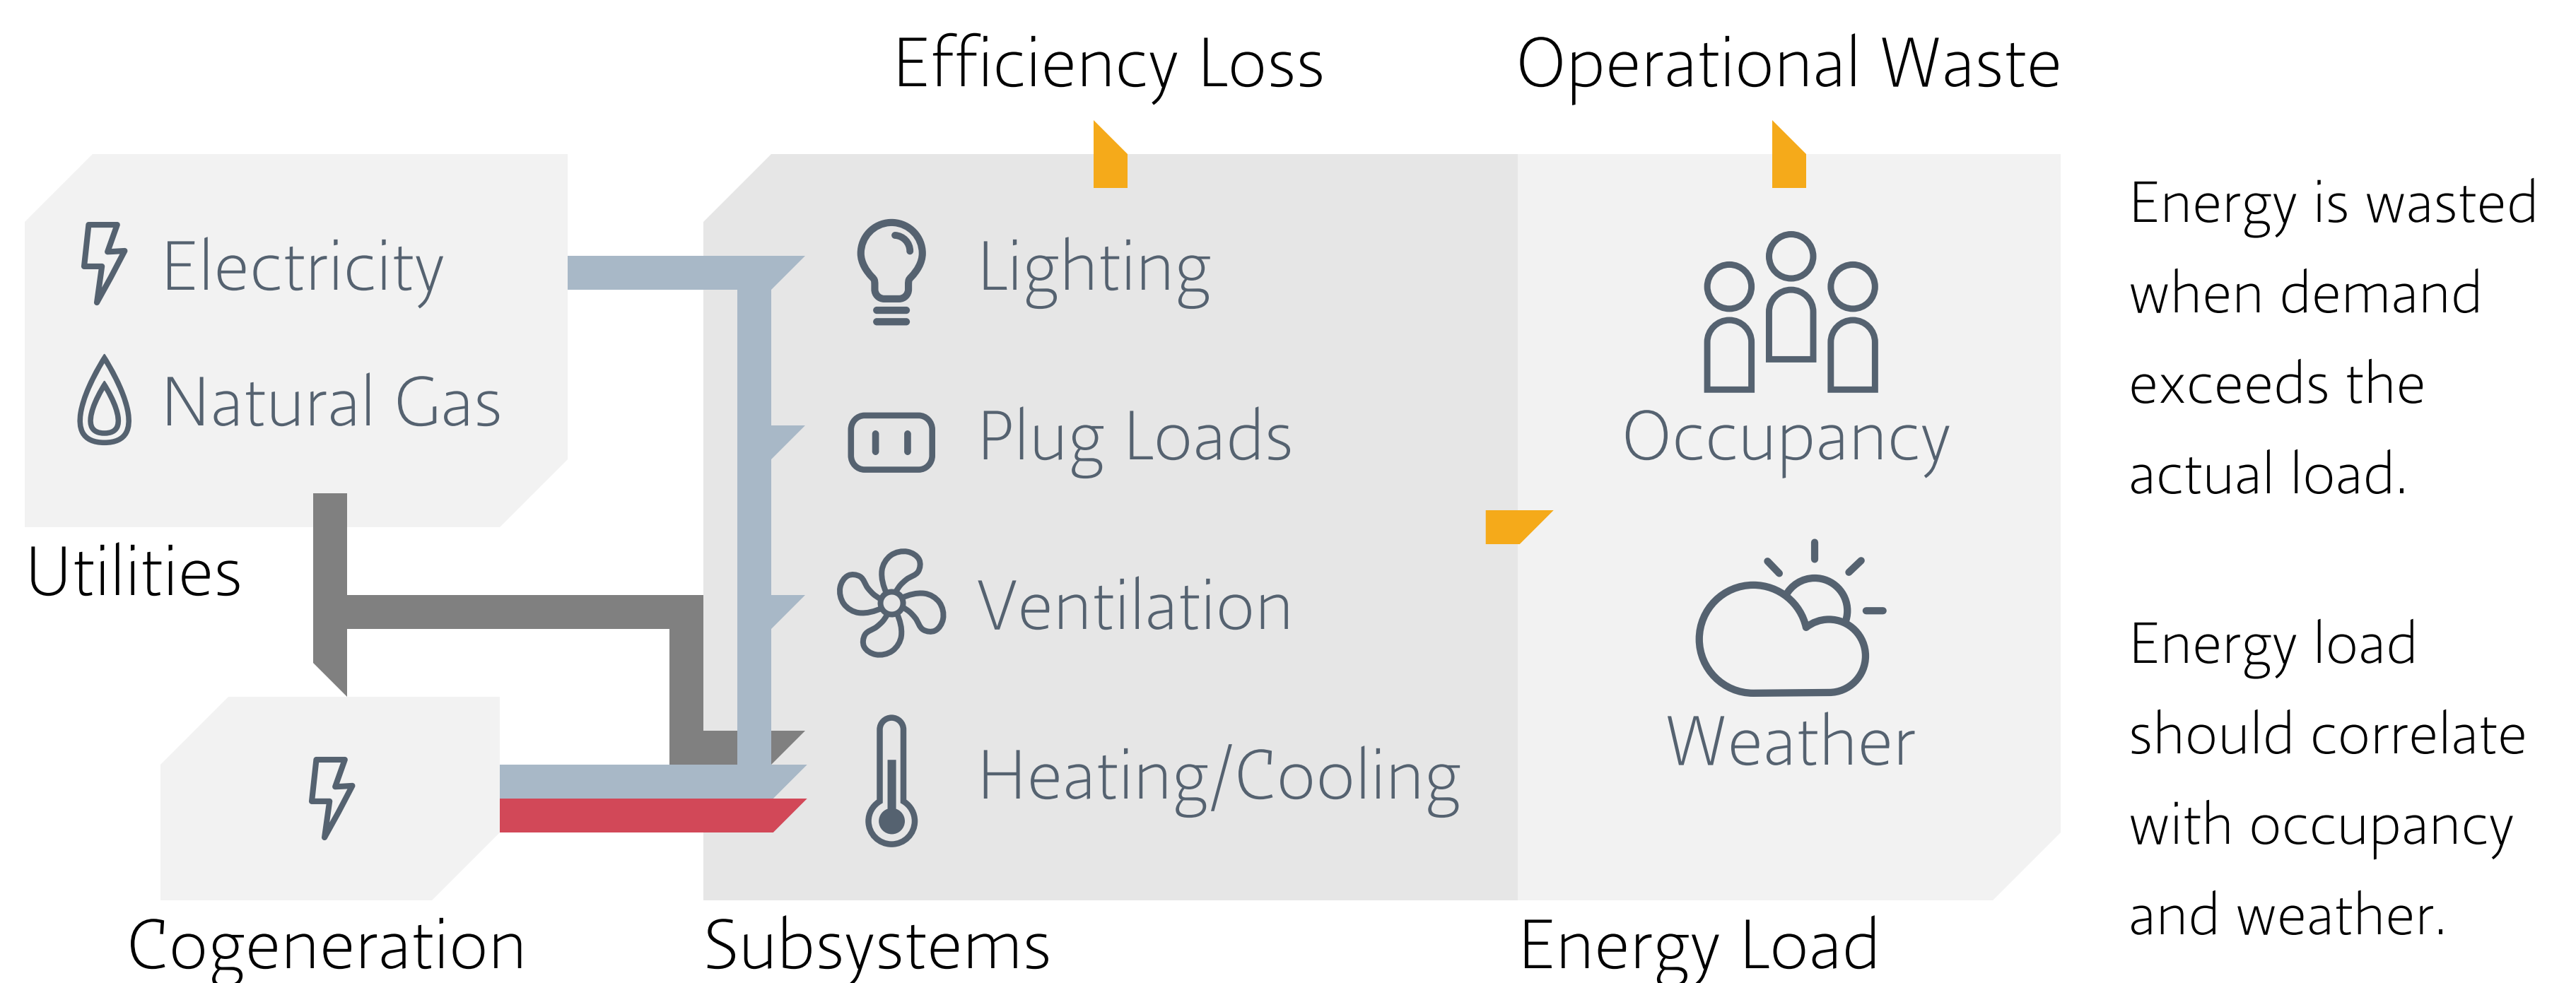 Efficiency Loss
Operational Waste
Electricity
Natural Gas
Utilities
Cogeneration
Lighting
Plug Loads
Ventilation
Heating/Cooling
Subsystems
Occupancy
Weather
Energy Load
Energy is wasted
when demand
exceeds the
actual load.
Energy load
should correlate
with occupancy
and weather.